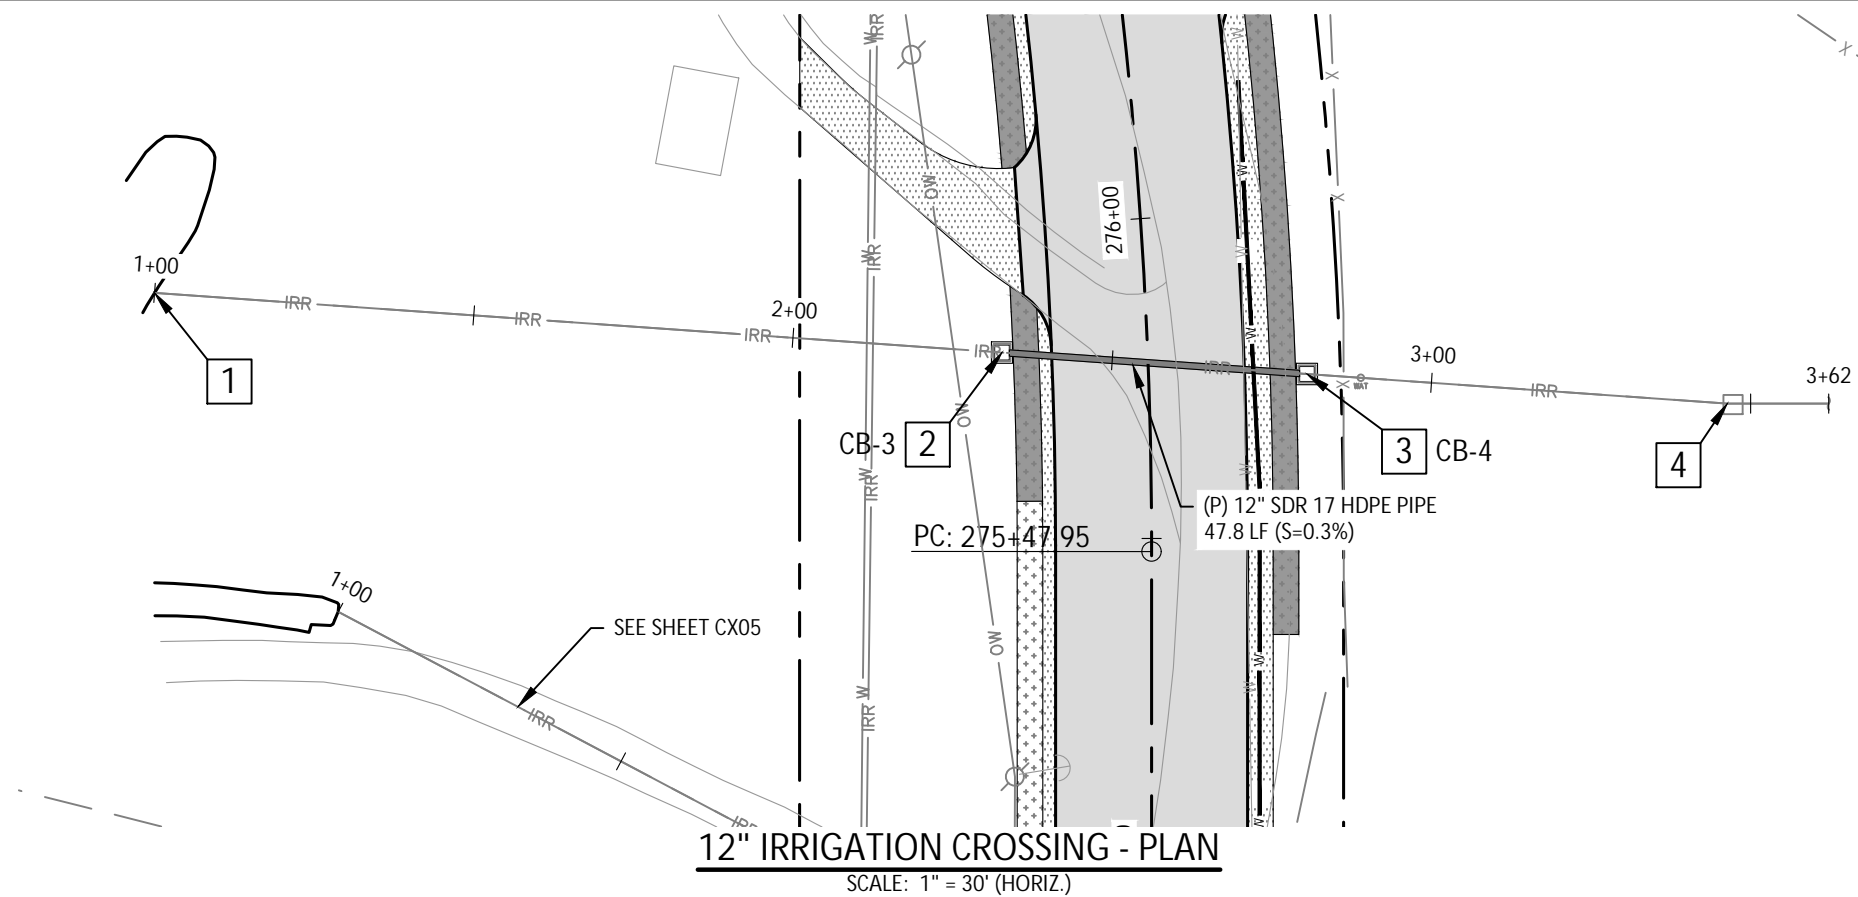 W
IRR
W
X
X
OW
W
276+00
X
1+00
W
IRR
W
IRR
2+00
IRR
IRR
W
IRR
IRR
3+00
3+62
X
WAT
IRR
1
OW
CB-3 2
3 CB-4
4
W
IRR
W
(P) 12" SDR 17 HDPE PIPE
47.8 LF (S=0.3%)
PC: 275+47.95
1+00
SEE SHEET CX05
OW
W
W
W
IRR
IRR
W
12" IRRIGATION CROSSING - PLAN
SCALE: 1" = 30' (HORIZ.)